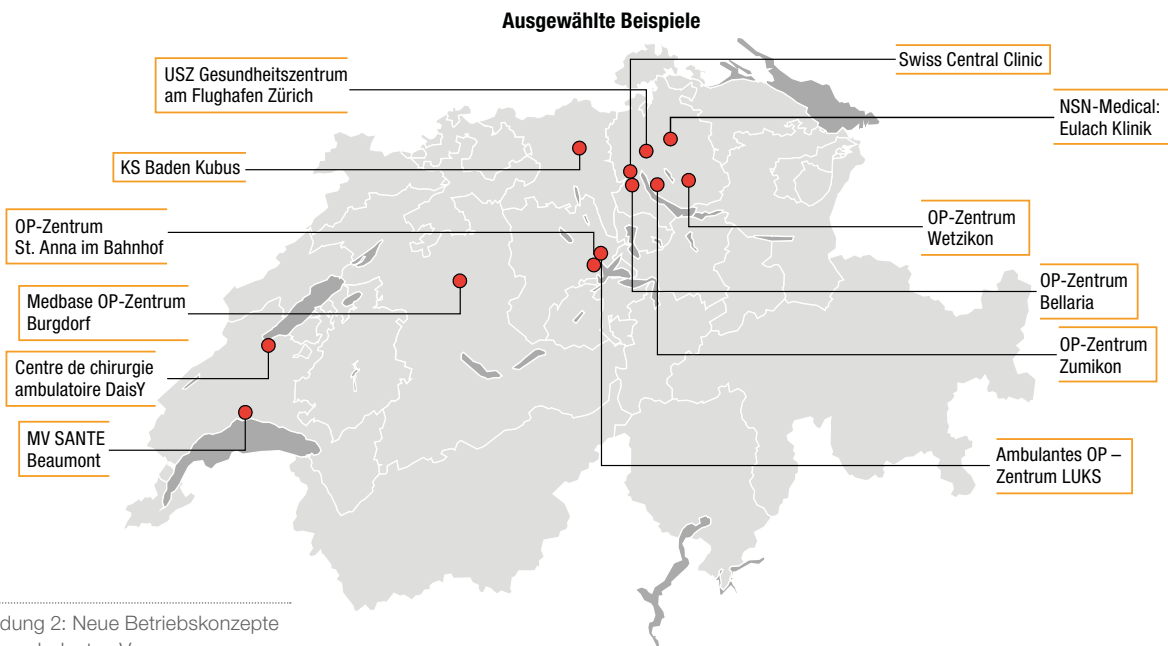 Ausgewählte Beispiele
USZ Gesundheitszentrum
am Flughafen Zürich
KS Baden Kubus
OP-Zentrum
St. Anna im Bahnhof
Medbase OP-Zentrum
Burgdorf
Centre de chirurgie
ambulatoire DaisY
MV SANTE
Beaumont
Swiss Central Clinic
NSN-Medical:
Eulach Klinik
OP-Zentrum
Wetzikon
OP-Zentrum
Bellaria
OP-Zentrum
Zumikon
Ambulantes OP –
Zentrum LUKS
dung 2: Neue Betriebskonzepte